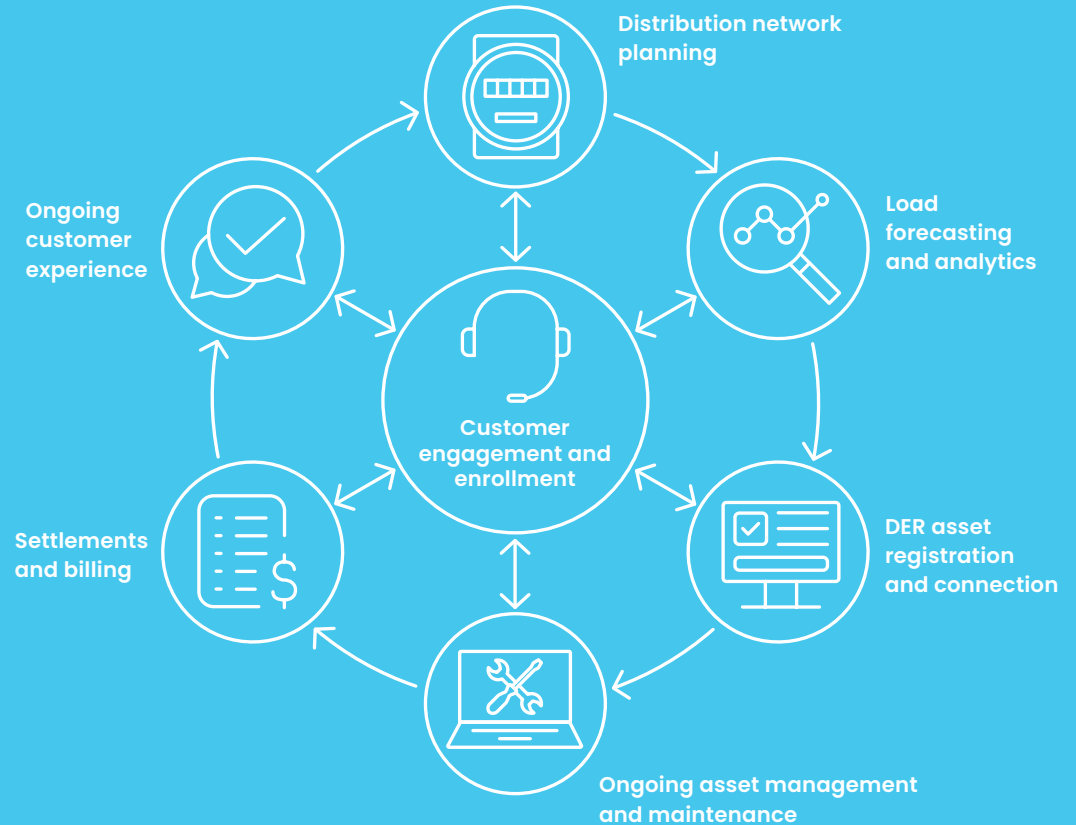 Distribution network
planning
Load
forecasting
and analytics
DER asset
registration
and connection
Ongoing asset management
and maintenance
Settlements
and billing
Ongoing
customer
experience
Customer
engagement and
enrollment